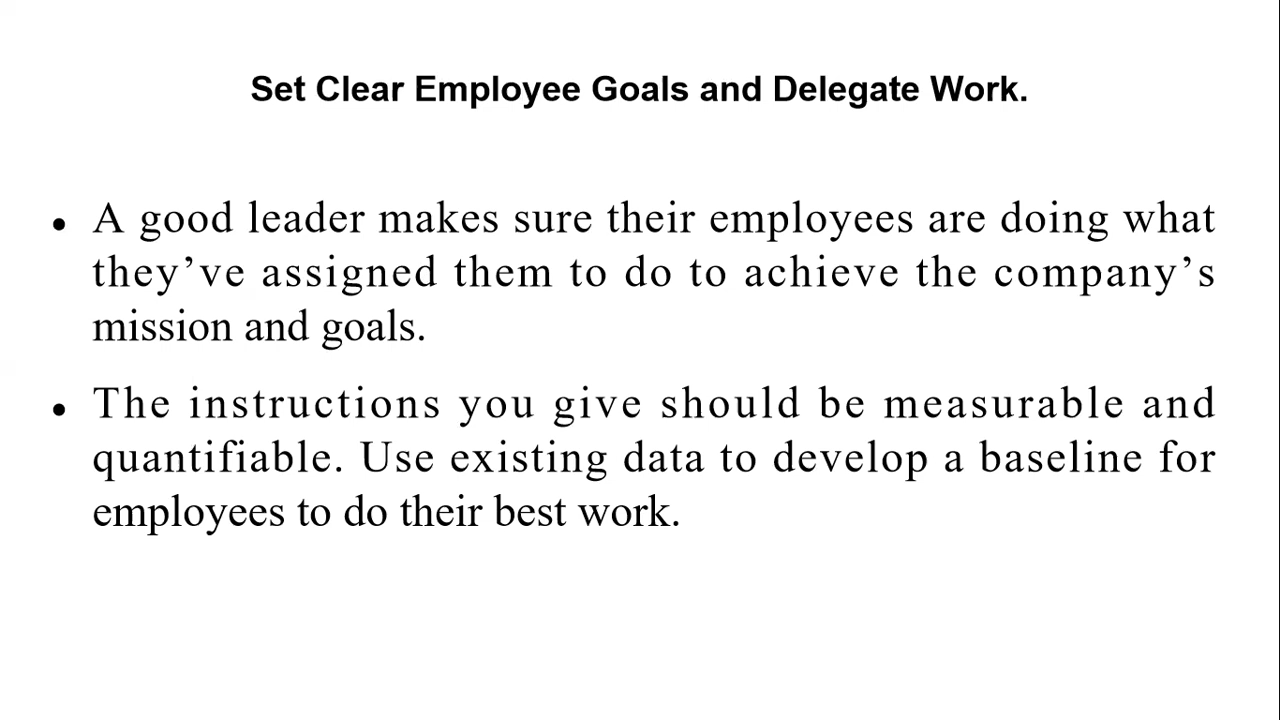 Set Clear Employee Goals and Delegate Work.
• A good leader makes sure their employees are doing what
they’ve assigned them to do to achieve the company’s
mission and goals.
• The instructions you give should be measurable and
quantifiable. Use existing data to develop a baseline for
employees to do their best work.